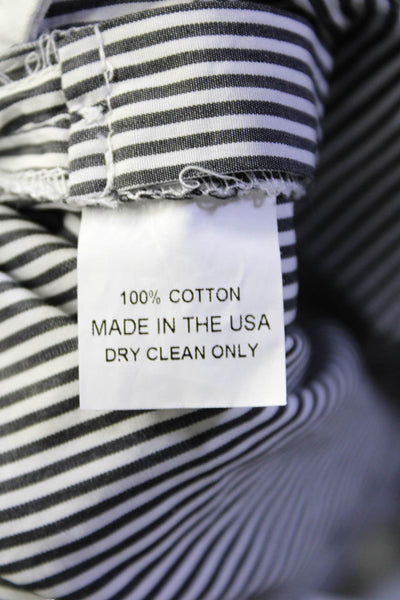 100% COTTON
MADE IN THE USA
DRY CLEAN ONLY